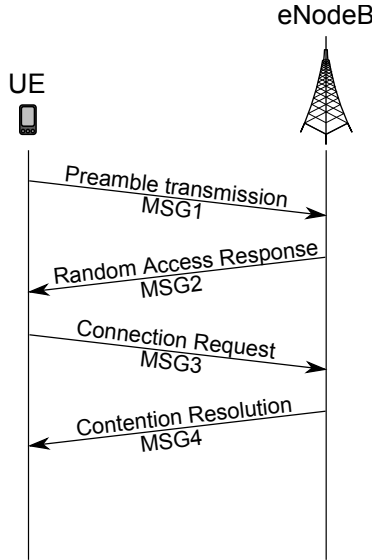 eNodeB
UE
Preamble transmission
MSG1
Random Access Response
MSG2
Connection Request
MSG3
Contention Resolution
MSG4